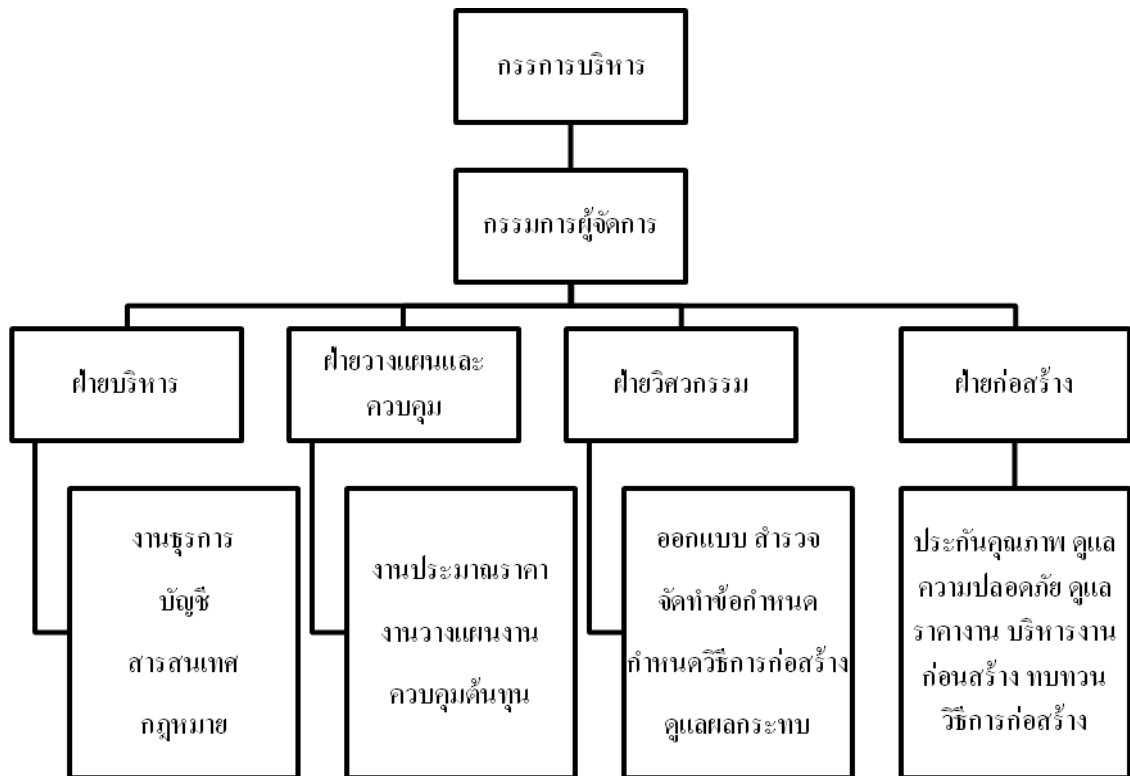 กรรการบริหาร
กรรมการผู้จัดการ
ฝ่ายบริหาร
ฝ่ายวางแผนและ
ควบคุม
ฝ่ายวิศวกรรม
ฝ่ายก่อสร้าง
งานธุรการ
บัญชี
สารสนเทศ
กฎหมาย
งานประมาณราคา
งานวางแผนงาน
ควบคุมต้นทุน
ออกแบบ สำรวจ
จัดทำข้อกำหนด
กำหนดวิธีการก่อสร้าง
ดูแลผลกระทบ
ประกันคุณภาพ ดูแล
ความปลอดภัย ดูแล
ราคางาน บริหารงาน
ก่อนสร้าง ทบทวน
วิธีการก่อสร้าง